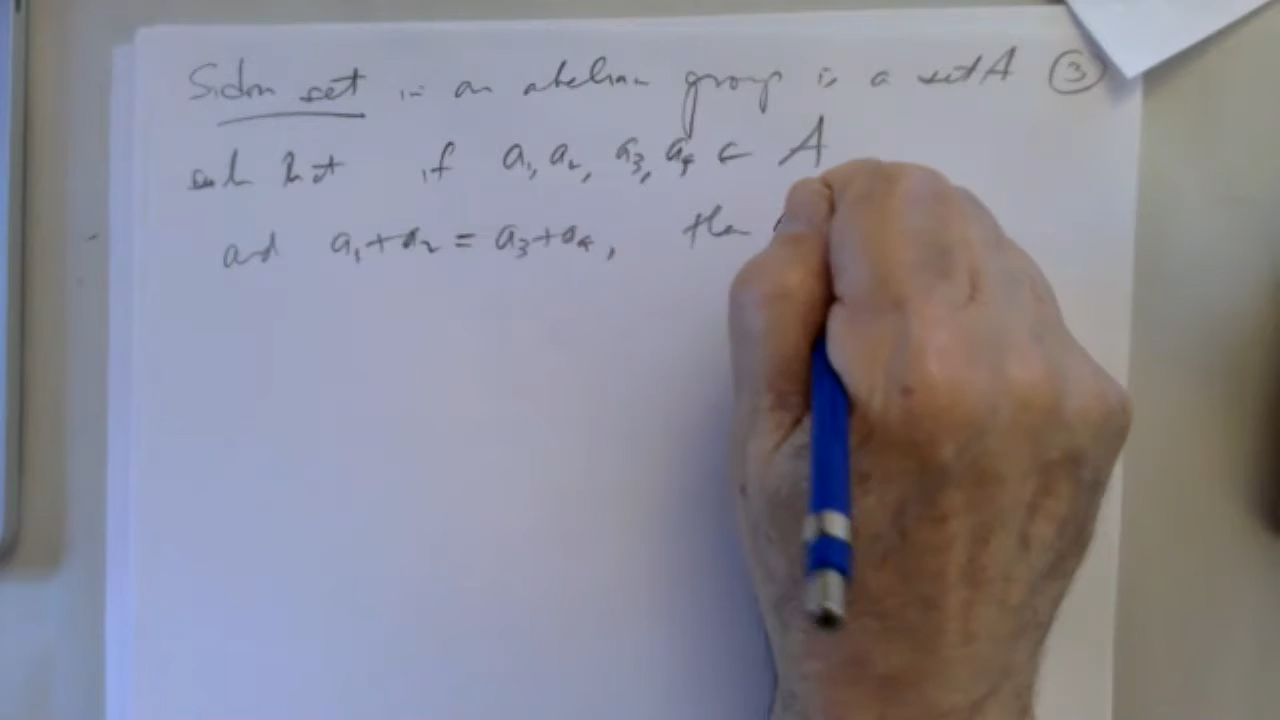 Sidon set in an abelian group is a set A ③
such that if a₁, a₂, a₃, a₄ ∈ A
and a₁+a₂ = a₃+a₄, then